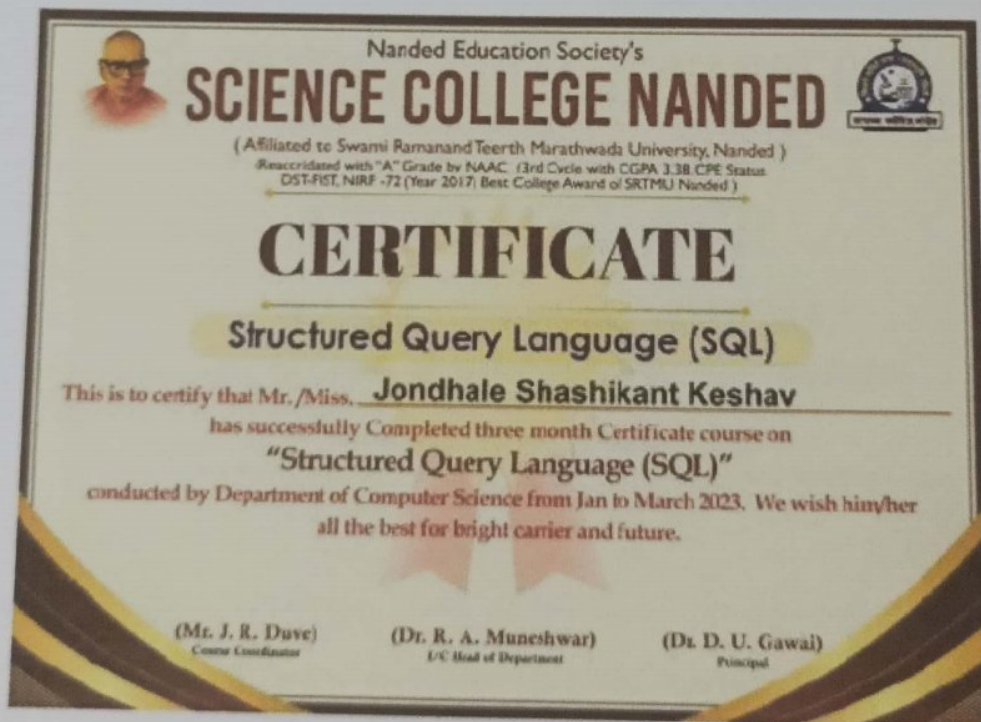 Nanded Education Society's
SCIENCE COLLEGE NANDED
( Affiliated to Swami Ramanand Teerth Marathwada University, Nanded )
Reaccridated with "A" Grade by NAAC (3rd Cycle with CGPA 3.38 CPE Status
DST-FIST, NIRF -72 (Year 2017) Best College Award of SRTMU Nanded )
CERTIFICATE
Structured Query Language (SQL)
This is to certify that Mr./Miss. Jondhale Shashikant Keshav
has successfully Completed three month Certificate course on
"Structured Query Language (SQL)"
conducted by Department of Computer Science from Jan to March 2023. We wish him/her
all the best for bright carrier and future.
(Mr. J. R. Duve) (Dr. R. A. Muneshwar) (Dr. D. U. Gawai)
Course Coordinator I/C Head of Department Principal